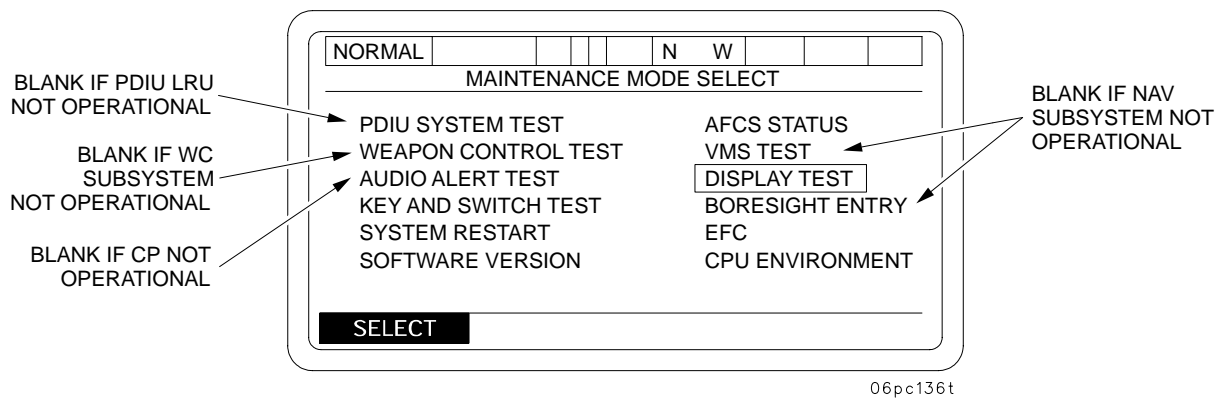 NORMAL N W
MAINTENANCE MODE SELECT
BLANK IF PDIU LRU
NOT OPERATIONAL
BLANK IF WC
SUBSYSTEM
NOT OPERATIONAL
BLANK IF CP NOT
OPERATIONAL
PDIU SYSTEM TEST
WEAPON CONTROL TEST
AUDIO ALERT TEST
KEY AND SWITCH TEST
SYSTEM RESTART
SOFTWARE VERSION
AFCS STATUS
VMS TEST
DISPLAY TEST
BORESIGHT ENTRY
EFC
CPU ENVIRONMENT
BLANK IF NAV
SUBSYSTEM NOT
OPERATIONAL
SELECT
06pc136t